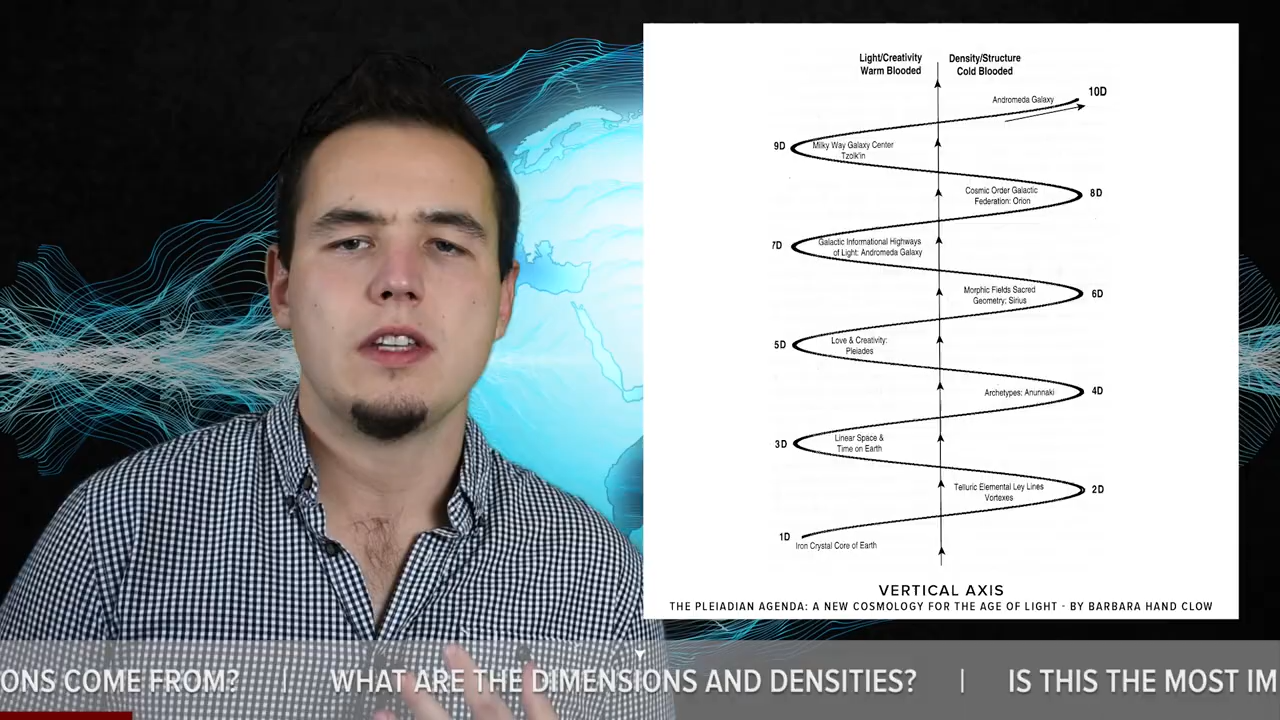 Light/Creativity
Warm Blooded
Density/Structure
Cold Blooded
10D
Andromeda Galaxy
9D
Milky Way Galaxy Center
Tzolk'in
8D
Cosmic Order Galactic
Federation: Orion
7D
Galactic Informational Highways
of Light: Andromeda Galaxy
6D
Morphic Fields Sacred
Geometry: Sirius
5D
Love & Creativity:
Pleiades
4D
Archetypes: Anunnaki
3D
Linear Space &
Time on Earth
2D
Telluric Elemental Ley Lines
Vortexes
1D
Iron Crystal Core of Earth
VERTICAL AXIS
THE PLEIADIAN AGENDA: A NEW COSMOLOGY FOR THE AGE OF LIGHT - BY BARBARA HAND CLOW
ONS COME FROM? | WHAT ARE THE DIMENSIONS AND DENSITIES? | IS THIS THE MOST IM